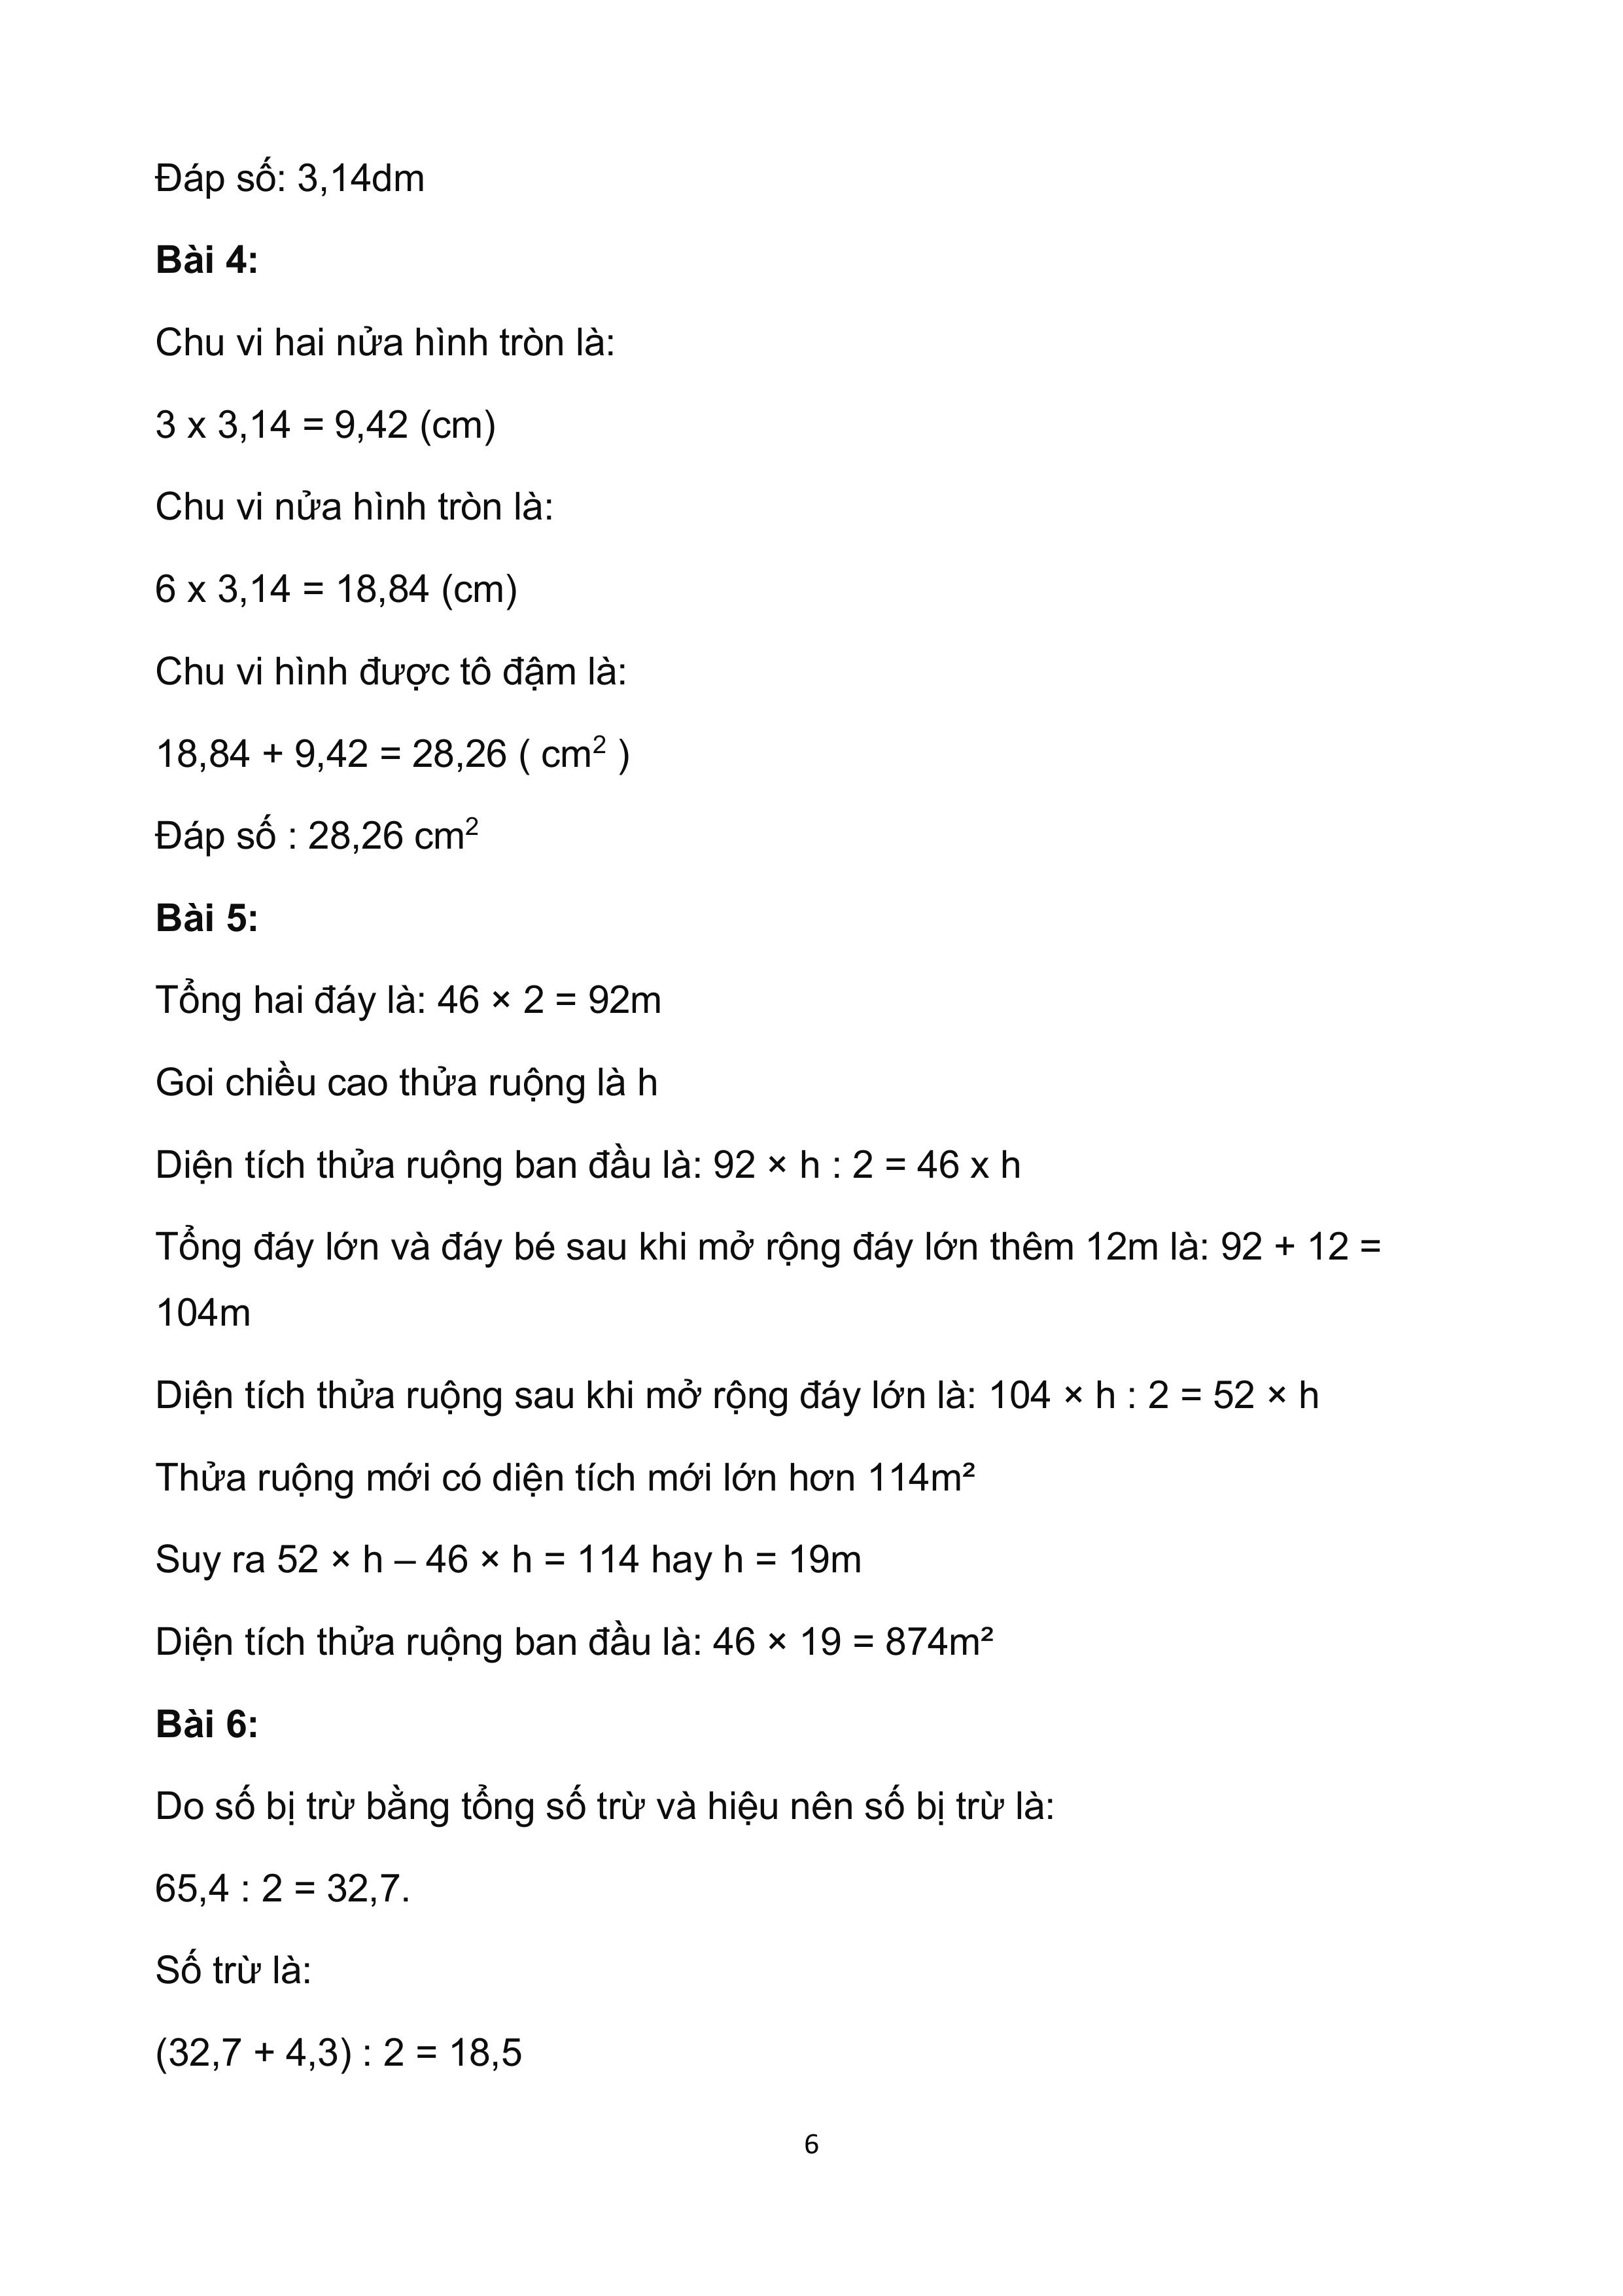 Đáp số: 3,14dm
Bài 4:
Chu vi hai nửa hình tròn là:
3 x 3,14 = 9,42 (cm)
Chu vi nửa hình tròn là:
6 x 3,14 = 18,84 (cm)
Chu vi hình được tô đậm là:
18,84 + 9,42 = 28,26 ( cm² )
Đáp số : 28,26 cm²
Bài 5:
Tổng hai đáy là: 46 × 2 = 92m
Goi chiều cao thửa ruộng là h
Diện tích thửa ruộng ban đầu là: 92 × h : 2 = 46 x h
Tổng đáy lớn và đáy bé sau khi mở rộng đáy lớn thêm 12m là: 92 + 12 =
104m
Diện tích thửa ruộng sau khi mở rộng đáy lớn là: 104 × h : 2 = 52 × h
Thửa ruộng mới có diện tích mới lớn hơn 114m²
Suy ra 52 × h – 46 × h = 114 hay h = 19m
Diện tích thửa ruộng ban đầu là: 46 × 19 = 874m²
Bài 6:
Do số bị trừ bằng tổng số trừ và hiệu nên số bị trừ là:
65,4 : 2 = 32,7.
Số trừ là:
(32,7 + 4,3) : 2 = 18,5
6